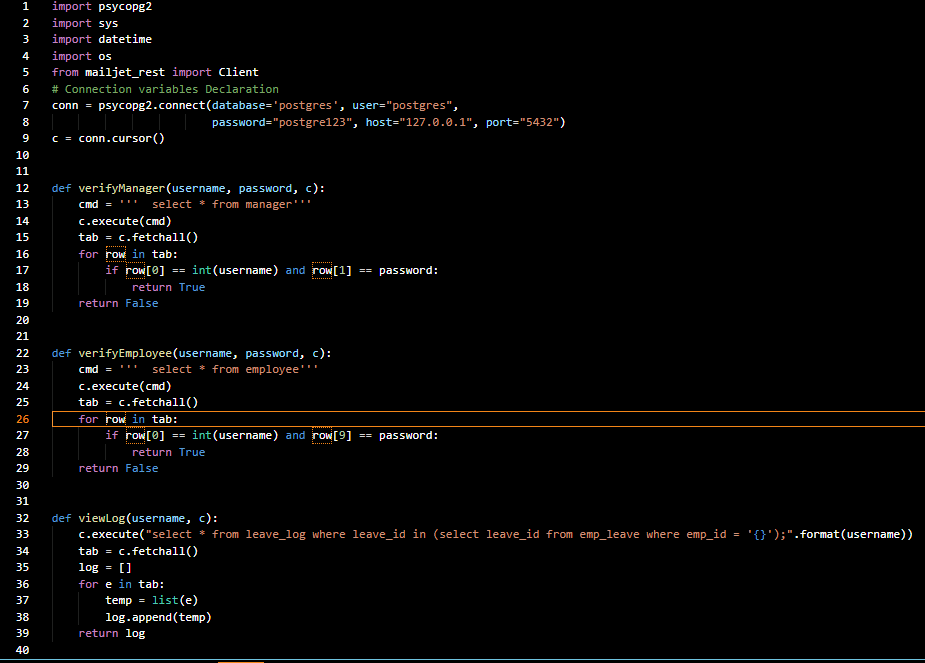 1 import psycopg2
2 import sys
3 import datetime
4 import os
5 from mailjet_rest import Client
6 # Connection variables Declaration
7 conn = psycopg2.connect(database='postgres', user="postgres",
8                         password="postgre123", host="127.0.0.1", port="5432")
9 c = conn.cursor()
10
11
12 def verifyManager(username, password, c):
13     cmd = '''  select * from manager'''
14     c.execute(cmd)
15     tab = c.fetchall()
16     for row in tab:
17         if row[0] == int(username) and row[1] == password:
18             return True
19     return False
20
21
22 def verifyEmployee(username, password, c):
23     cmd = '''  select * from employee'''
24     c.execute(cmd)
25     tab = c.fetchall()
26     for row in tab:
27         if row[0] == int(username) and row[9] == password:
28             return True
29     return False
30
31
32 def viewLog(username, c):
33     c.execute("select * from leave_log where leave_id in (select leave_id from emp_leave where emp_id = '{}');".format(username))
34     tab = c.fetchall()
35     log = []
36     for e in tab:
37         temp = list(e)
38         log.append(temp)
39     return log
40